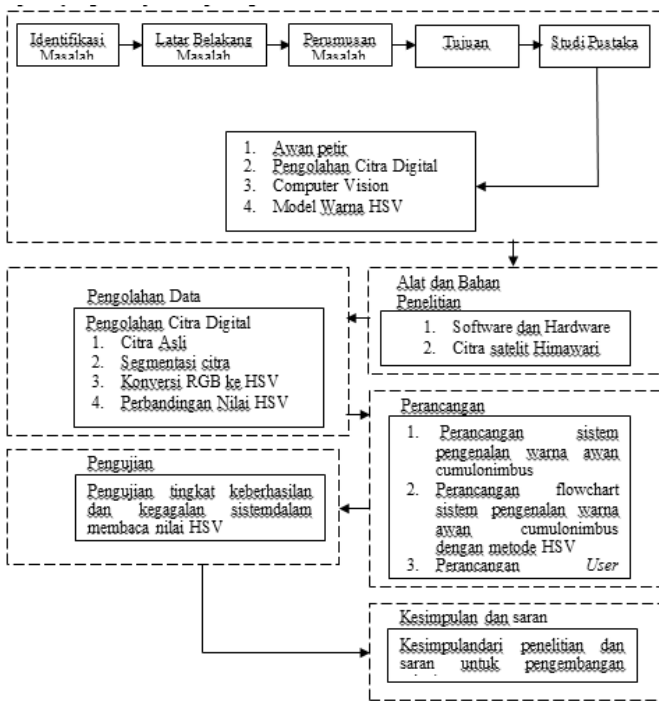 Identifikasi
Masalah
Latar Belakang
Masalah
Perumusan
Masalah
Tujuan
Studi Pustaka
1. Awan petir
2. Pengolahan Citra Digital
3. Computer Vision
4. Model Warna HSV
Alat dan Bahan
Penelitian
1. Software dan Hardware
2. Citra satelit Himawari
Pengolahan Data
Pengolahan Citra Digital
1. Citra Asli
2. Segmentasi citra
3. Konversi RGB ke HSV
4. Perbandingan Nilai HSV
Perancangan
1. Perancangan sistem
pengenalan warna awan
cumulonimbus
2. Perancangan flowchart
sistem pengenalan warna
awan cumulonimbus
dengan metode HSV
3. Perancangan User
Pengujian
Pengujian tingkat keberhasilan
dan kegagalan sistemdalam
membaca nilai HSV
Kesimpulan dan saran
Kesimpulandari penelitian dan
saran untuk pengembangan